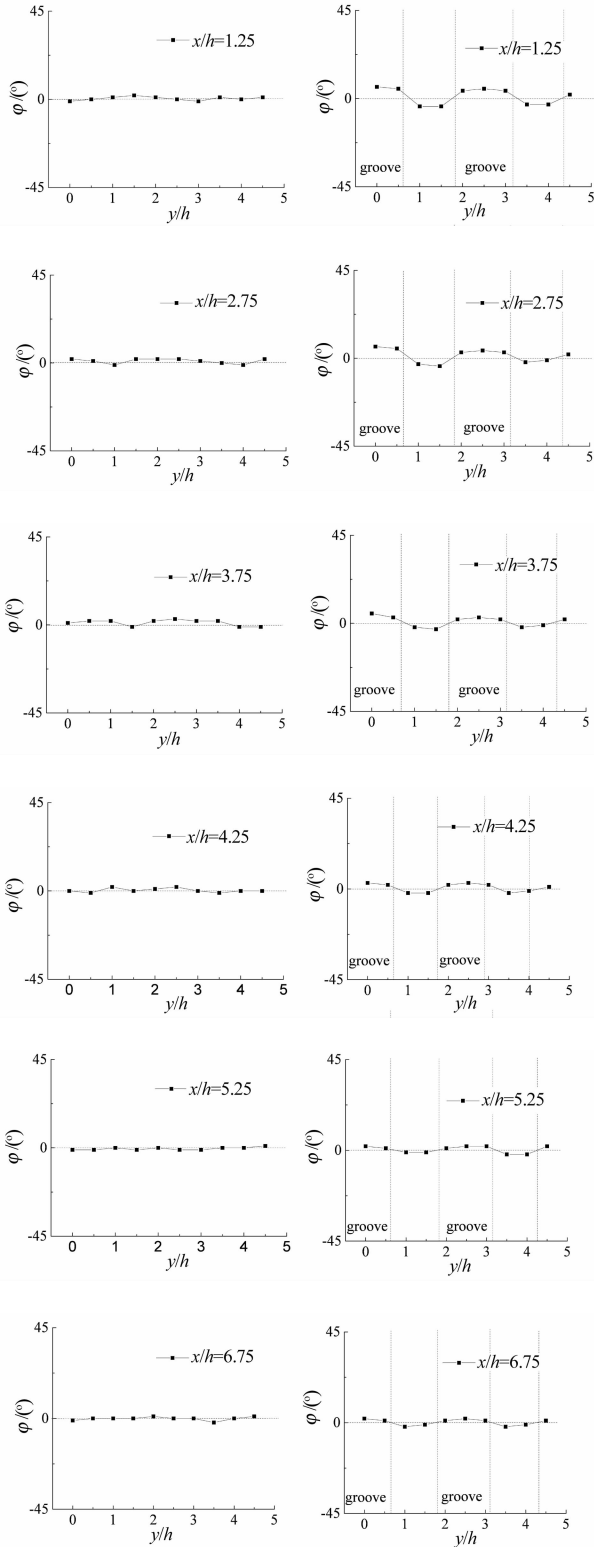 45
x/h=1.25
φ/(°)
0
-45
0 1 2 3 4 5
y/h
45
x/h=1.25
φ/(°)
0
groove groove
-45
0 1 2 3 4 5
y/h
45
x/h=2.75
φ/(°)
0
-45
0 1 2 3 4 5
y/h
45
x/h=2.75
φ/(°)
0
groove groove
-45
0 1 2 3 4 5
y/h
45
x/h=3.75
φ/(°)
0
-45
0 1 2 3 4 5
y/h
45
x/h=3.75
φ/(°)
0
groove groove
-45
0 1 2 3 4 5
y/h
45
x/h=4.25
φ/(°)
0
-45
0 1 2 3 4 5
y/h
45
x/h=4.25
φ/(°)
0
groove groove
-45
0 1 2 3 4 5
y/h
45
x/h=5.25
φ/(°)
0
-45
0 1 2 3 4 5
y/h
45
x/h=5.25
φ/(°)
0
groove groove
-45
0 1 2 3 4 5
y/h
45
x/h=6.75
φ/(°)
0
-45
0 1 2 3 4 5
y/h
45
x/h=6.75
φ/(°)
0
groove groove
-45
0 1 2 3 4 5
y/h